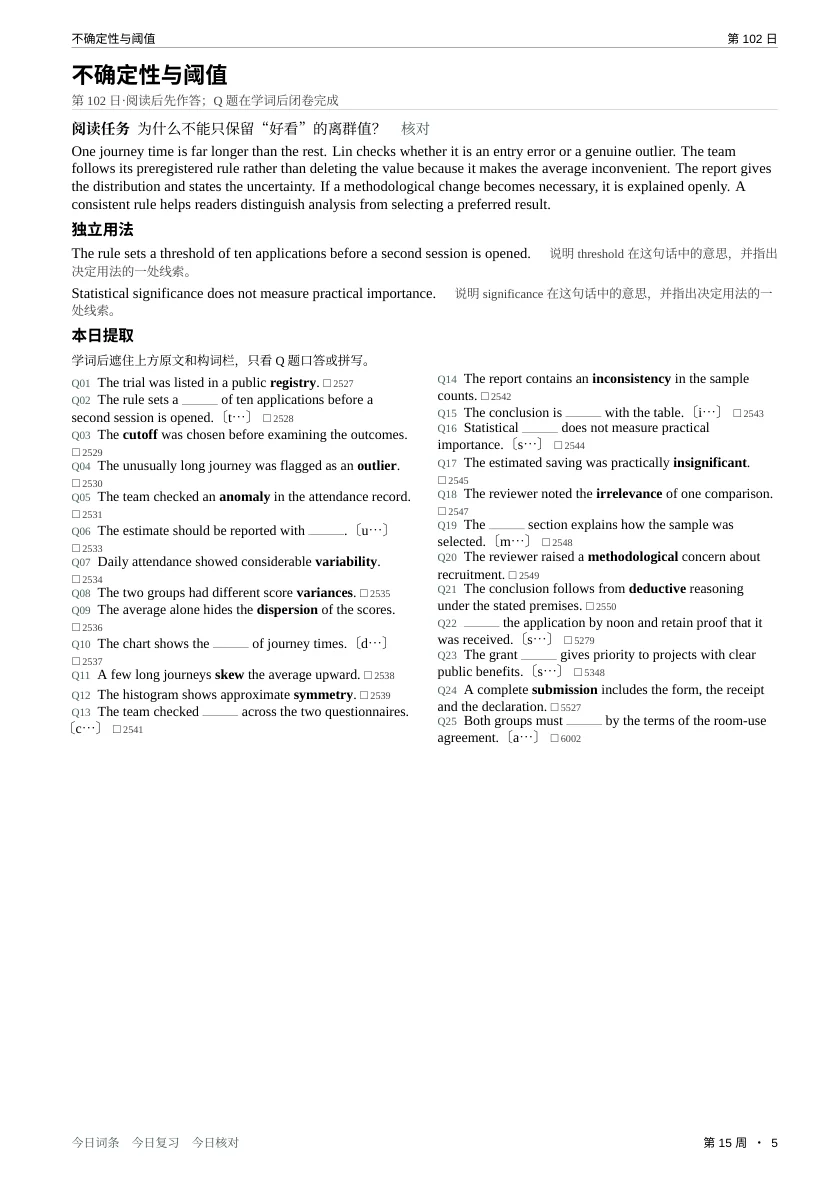 不确定性与阈值 第 102 日
不确定性与阈值
第 102 日·阅读后先作答；Q 题在学词后闭卷完成
阅读任务 为什么不能只保留“好看”的离群值？ 核对
One journey time is far longer than the rest. Lin checks whether it is an entry error or a genuine outlier. The team
follows its preregistered rule rather than deleting the value because it makes the average inconvenient. The report gives
the distribution and states the uncertainty. If a methodological change becomes necessary, it is explained openly. A
consistent rule helps readers distinguish analysis from selecting a preferred result.
独立用法
The rule sets a threshold of ten applications before a second session is opened. 说明 threshold 在这句话中的意思，并指出
决定用法的一处线索。
Statistical significance does not measure practical importance. 说明 significance 在这句话中的意思，并指出决定用法的一
处线索。
本日提取
学词后遮住上方原文和构词栏，只看 Q 题口答或拼写。
Q01 The trial was listed in a public registry. □ 2527
Q02 The rule sets a _____ of ten applications before a
second session is opened.〔t…〕 □ 2528
Q03 The cutoff was chosen before examining the outcomes.
□ 2529
Q04 The unusually long journey was flagged as an outlier.
□ 2530
Q05 The team checked an anomaly in the attendance record.
□ 2531
Q06 The estimate should be reported with _____.〔u…〕
□ 2533
Q07 Daily attendance showed considerable variability.
□ 2534
Q08 The two groups had different score variances. □ 2535
Q09 The average alone hides the dispersion of the scores.
□ 2536
Q10 The chart shows the _____ of journey times.〔d…〕
□ 2537
Q11 A few long journeys skew the average upward. □ 2538
Q12 The histogram shows approximate symmetry. □ 2539
Q13 The team checked _____ across the two questionnaires.
〔c…〕 □ 2541
Q14 The report contains an inconsistency in the sample
counts. □ 2542
Q15 The conclusion is _____ with the table.〔i…〕 □ 2543
Q16 Statistical _____ does not measure practical
importance.〔s…〕 □ 2544
Q17 The estimated saving was practically insignificant.
□ 2545
Q18 The reviewer noted the irrelevance of one comparison.
□ 2547
Q19 The _____ section explains how the sample was
selected.〔m…〕 □ 2548
Q20 The reviewer raised a methodological concern about
recruitment. □ 2549
Q21 The conclusion follows from deductive reasoning
under the stated premises. □ 2550
Q22 _____ the application by noon and retain proof that it
was received.〔s…〕 □ 5279
Q23 The grant _____ gives priority to projects with clear
public benefits.〔s…〕 □ 5348
Q24 A complete submission includes the form, the receipt
and the declaration. □ 5527
Q25 Both groups must _____ by the terms of the room-use
agreement.〔a…〕 □ 6002
今日词条 今日复习 今日核对 第 15 周 · 5